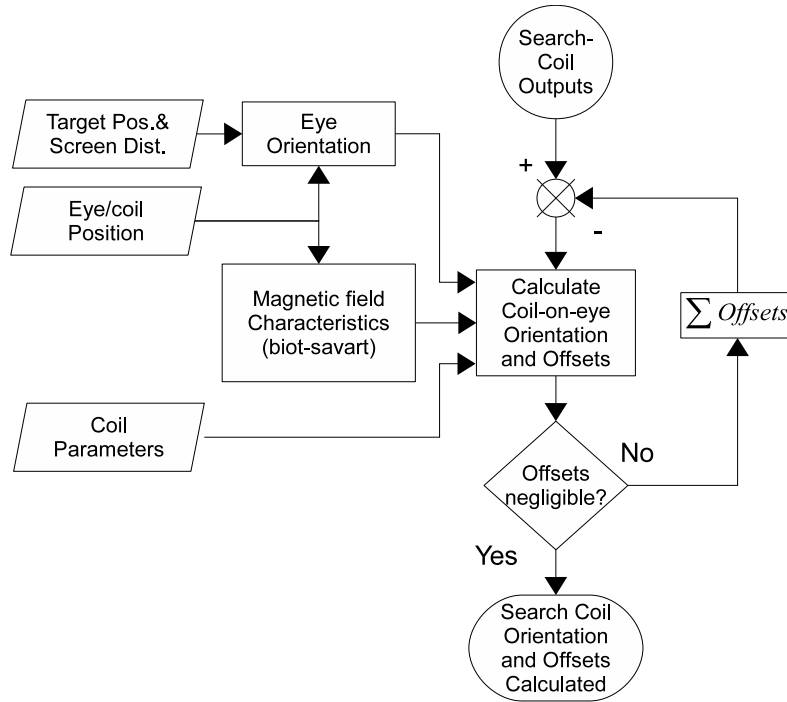 Search-
Coil
Outputs
Target Pos.&
Screen Dist.
Eye
Orientation
+
Eye/coil
Position
-
Magnetic field
Characteristics
(biot-savart)
Calculate
Coil-on-eye
Orientation
and Offsets
∑ Offsets
Coil
Parameters
No
Offsets
negligible?
Yes
Search Coil
Orientation
and Offsets
Calculated